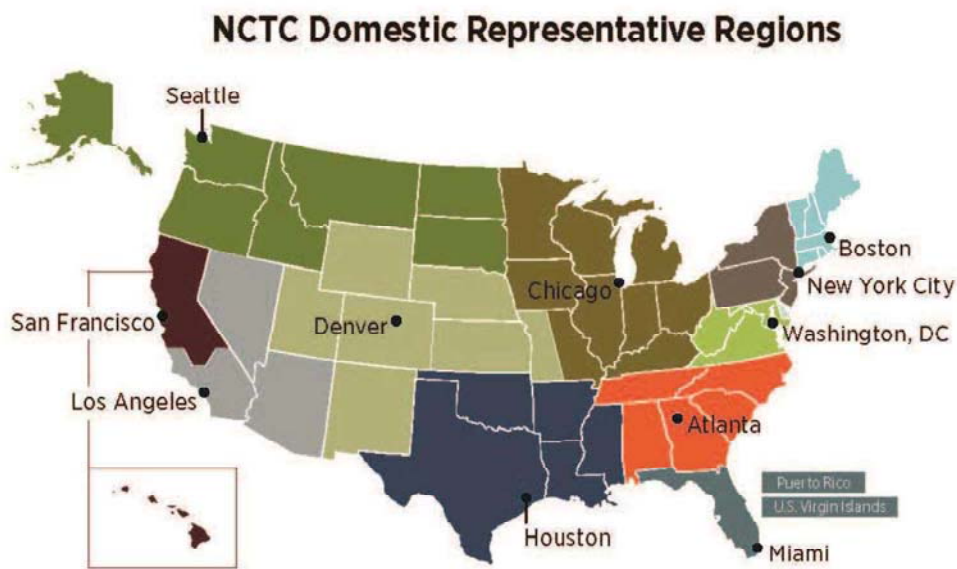 NCTC Domestic Representative Regions
Seattle
Boston
New York City
Chicago
San Francisco
Denver
Washington, DC
Los Angeles
Atlanta
Puerto Rico
U.S. Virgin Islands
Houston
Miami